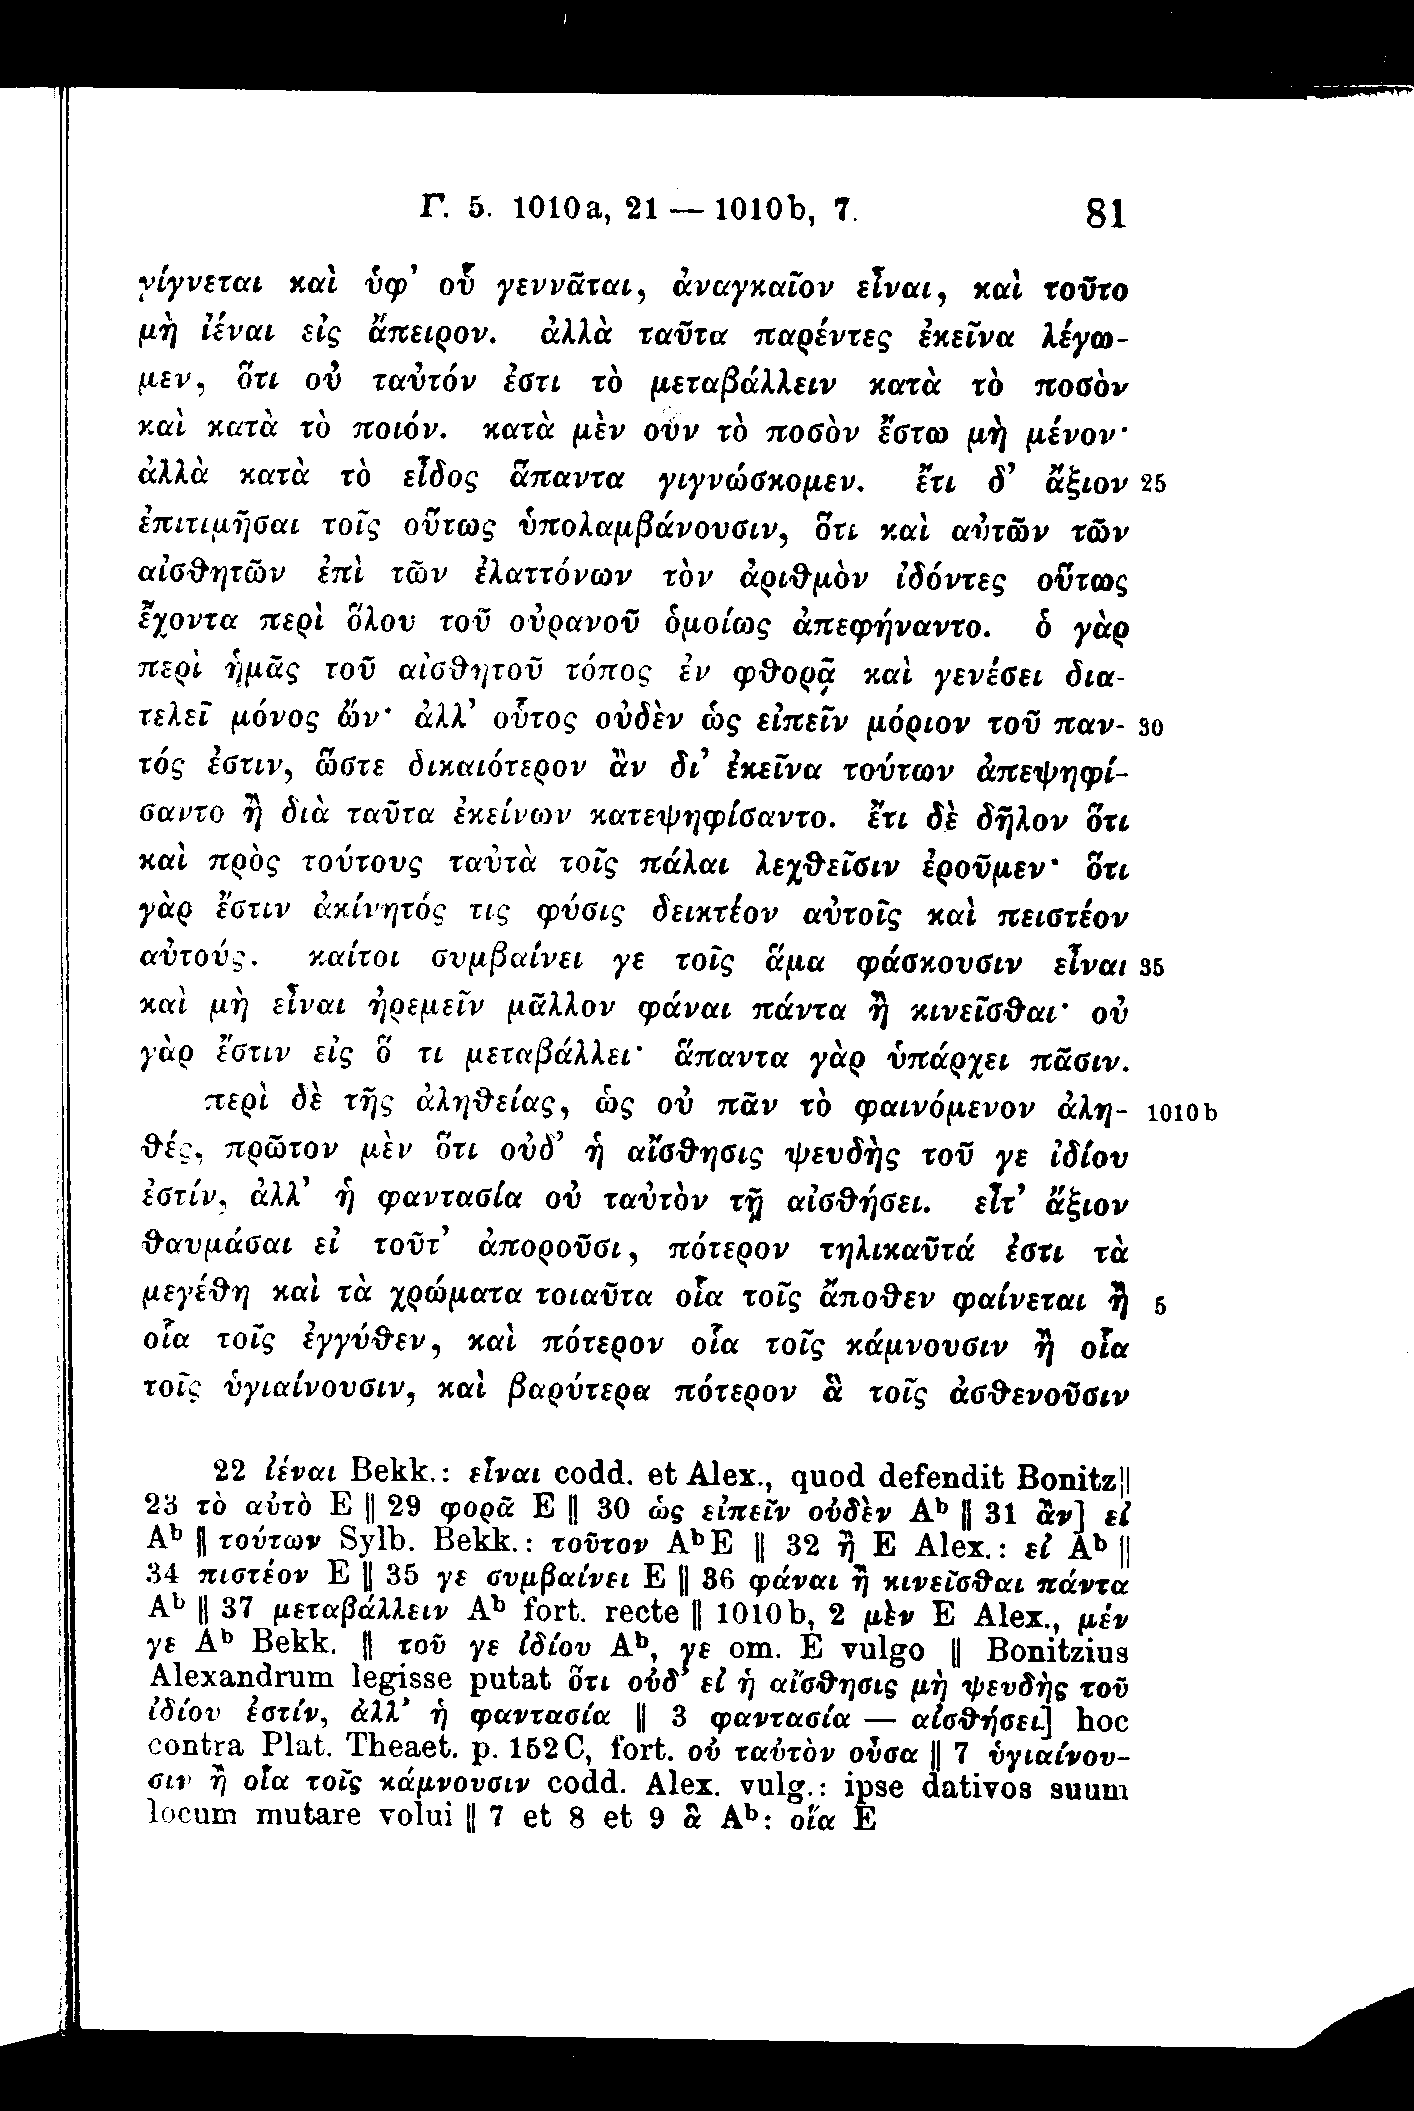 Γ. 5. 1010a, 21 — 1010b, 7. 81
γίγνεται καὶ ὑφ’ οὗ γεννᾶται, ἀναγκαῖον εἶναι, καὶ τοῦτο
μὴ ἰέναι εἰς ἄπειρον. ἀλλὰ ταῦτα παρέντες ἐκεῖνα λέγω-
μεν, ὅτι οὐ ταὐτόν ἐστι τὸ μεταβάλλειν κατὰ τὸ ποσὸν
καὶ κατὰ τὸ ποιόν. κατὰ μὲν οὖν τὸ ποσὸν ἔστω μὴ μένον·
ἀλλὰ κατὰ τὸ εἶδος ἅπαντα γιγνώσκομεν. ἔτι δ’ ἄξιον 25
ἐπιτιμῆσαι τοῖς οὕτως ὑπολαμβάνουσιν, ὅτι καὶ αὐτῶν τῶν
αἰσθητῶν ἐπὶ τῶν ἐλαττόνων τὸν ἀριθμὸν ἰδόντες οὕτως
ἔχοντα περὶ ὅλου τοῦ οὐρανοῦ ὁμοίως ἀπεφήναντο. ὁ γὰρ
περὶ ἡμᾶς τοῦ αἰσθητοῦ τόπος ἐν φθορᾷ καὶ γενέσει δια-
τελεῖ μόνος ὤν· ἀλλ’ οὗτος οὐδὲν ὡς εἰπεῖν μόριον τοῦ παν- 30
τός ἐστιν, ὥστε δικαιότερον ἂν δι’ ἐκεῖνα τούτων ἀπεψηφί-
σαντο ἢ διὰ ταῦτα ἐκείνων κατεψηφίσαντο. ἔτι δὲ δῆλον ὅτι
καὶ πρὸς τούτους ταὐτὰ τοῖς πάλαι λεχθεῖσιν ἐροῦμεν· ὅτι
γὰρ ἔστιν ἀκίνητός τις φύσις δεικτέον αὐτοῖς καὶ πειστέον
αὐτούς. καίτοι συμβαίνει γε τοῖς ἅμα φάσκουσιν εἶναι 35
καὶ μὴ εἶναι ἠρεμεῖν μᾶλλον φάναι πάντα ἢ κινεῖσθαι· οὐ
γὰρ ἔστιν εἰς ὅ τι μεταβάλλει· ἅπαντα γὰρ ὑπάρχει πᾶσιν.
περὶ δὲ τῆς ἀληθείας, ὡς οὐ πᾶν τὸ φαινόμενον ἀλη- 1010b
θές, πρῶτον μὲν ὅτι οὐδ’ ἡ αἴσθησις ψευδὴς τοῦ γε ἰδίου
ἐστίν, ἀλλ’ ἡ φαντασία οὐ ταὐτὸν τῇ αἰσθήσει. εἶτ’ ἄξιον
θαυμάσαι εἰ τοῦτ’ ἀποροῦσι, πότερον τηλικαῦτά ἐστι τὰ
μεγέθη καὶ τὰ χρώματα τοιαῦτα οἷα τοῖς ἄποθεν φαίνεται ἢ 5
οἷα τοῖς ἐγγύθεν, καὶ πότερον οἷα τοῖς κάμνουσιν ἢ οἷα
τοῖς ὑγιαίνουσιν, καὶ βαρύτερα πότερον ἃ τοῖς ἀσθενοῦσιν
22 ἰέναι Bekk.: εἶναι codd. et Alex., quod defendit Bonitz ||
23 τὸ αὐτὸ E || 29 φορᾶ E || 30 ὡς εἰπεῖν οὐδὲν Aᵇ || 31 ἂν] εἰ
Aᵇ || τούτων Sylb. Bekk.: τοῦτον AᵇE || 32 ἢ E Alex.: εἰ Aᵇ ||
34 πιστέον E || 35 γε συμβαίνει E || 36 φάναι ἢ κινεῖσθαι πάντα
Aᵇ || 37 μεταβάλλειν Aᵇ fort. recte || 1010b, 2 μὲν E Alex., μέν
γε Aᵇ Bekk. || τοῦ γε ἰδίου Aᵇ, γε om. E vulgo || Bonitzius
Alexandrum legisse putat ὅτι οὐδ’ εἰ ἡ αἴσθησις μὴ ψευδὴς τοῦ
ἰδίου ἐστίν, ἀλλ’ ἡ φαντασία || 3 φαντασία — αἰσθήσει] hoc
contra Plat. Theaet. p. 152C, fort. οὐ ταὐτὸν οὖσα || 7 ὑγιαίνου-
σιν ἢ οἷα τοῖς κάμνουσιν codd. Alex. vulg.: ipse dativos suum
locum mutare volui || 7 et 8 et 9 ἃ Aᵇ: οἷα E